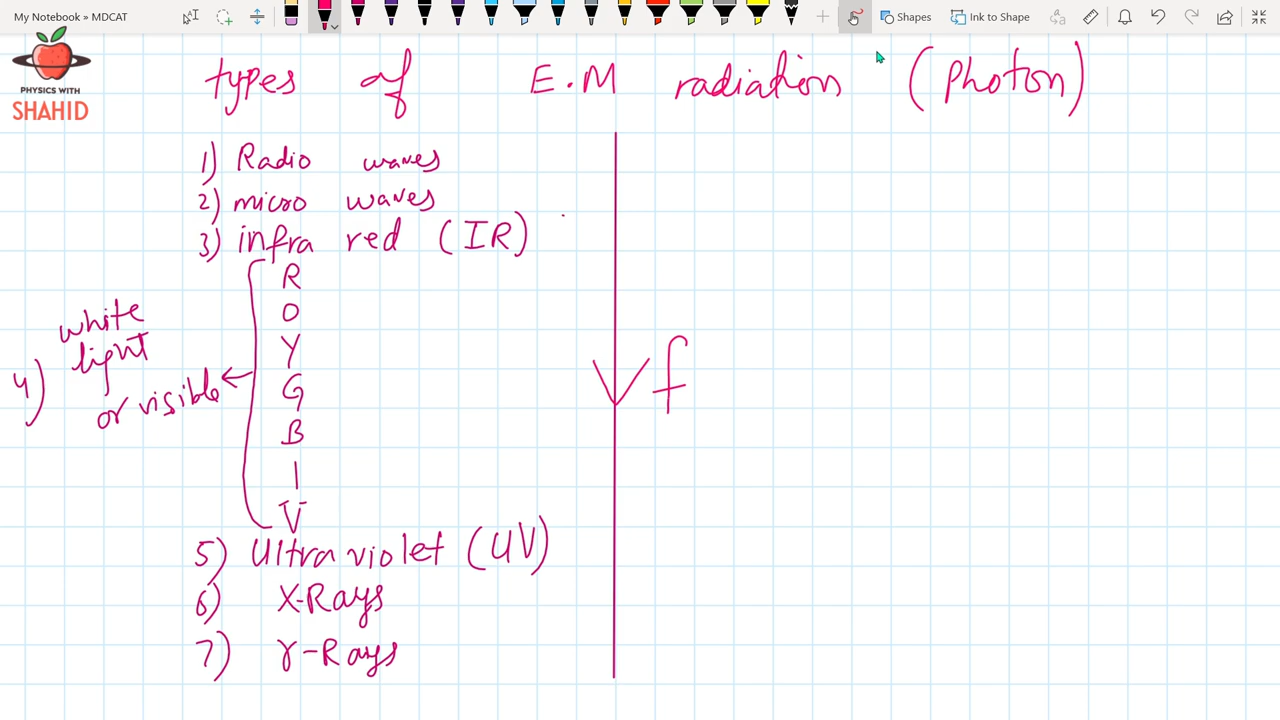 My Notebook » MDCAT
Shapes
Ink to Shape
PHYSICS WITH
SHAHID
types of E.M radiation (Photon)
1) Radio waves
2) micro waves
3) infra red (IR)
R
O
Y
G
B
I
V
4) white
light
or visible
f
5) Ultra violet (UV)
6) X-Rays
7) γ-Rays